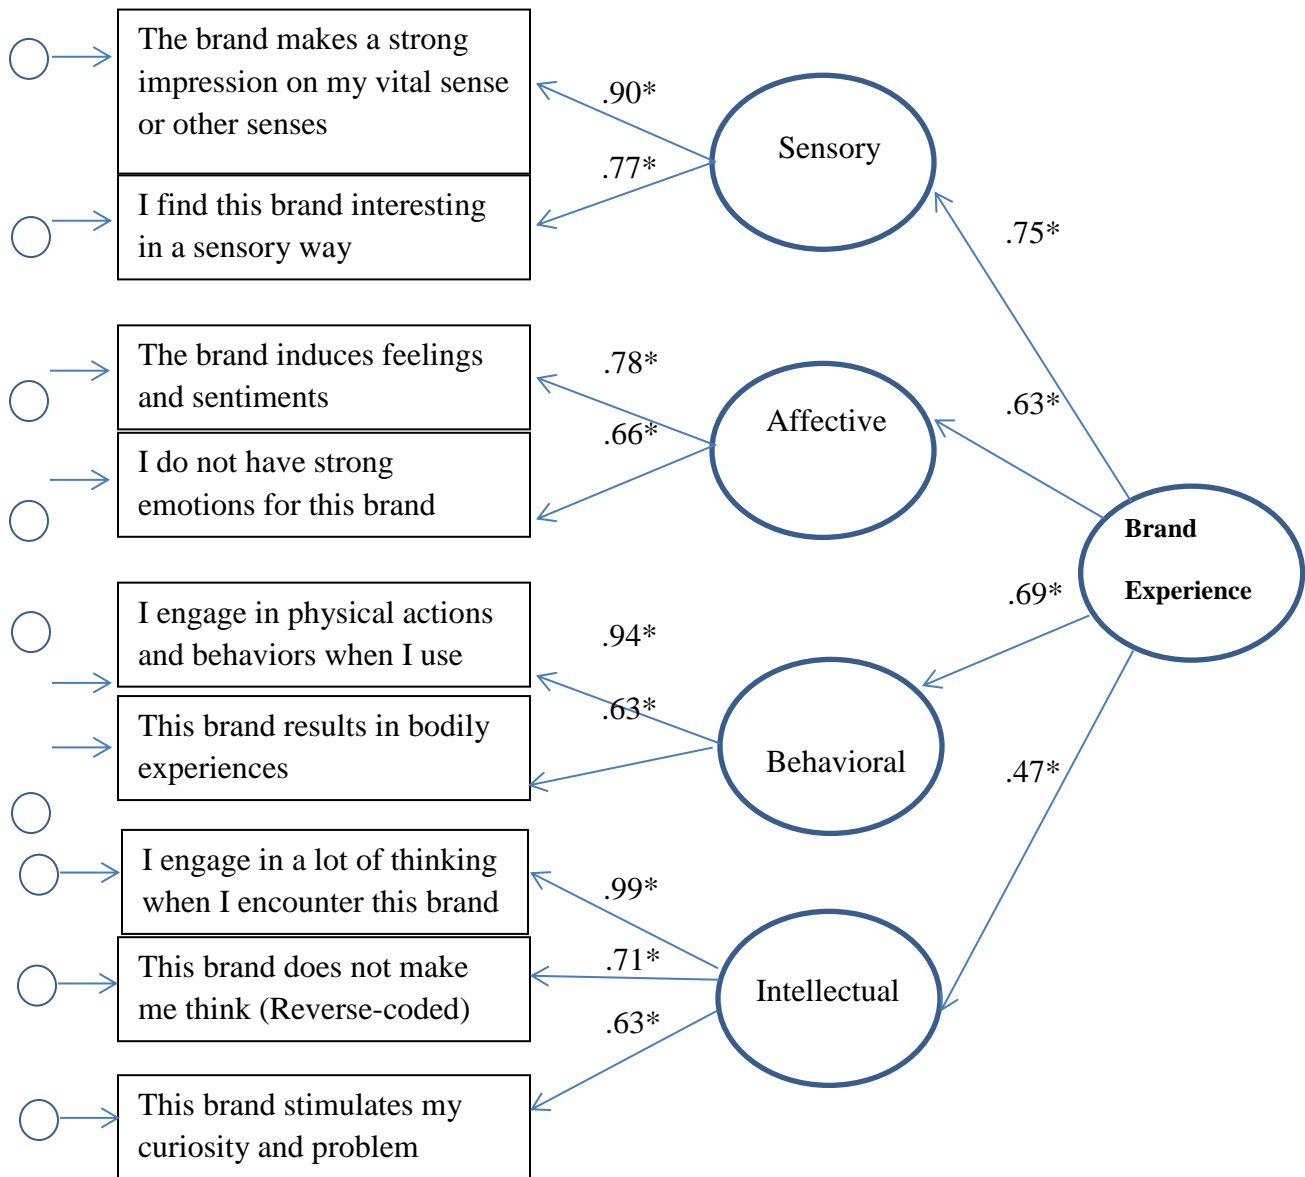 The brand makes a strong
impression on my vital sense
or other senses
.90*
Sensory
.77*
I find this brand interesting
in a sensory way
.75*
The brand induces feelings
and sentiments
.78*
Affective
.63*
.66*
I do not have strong
emotions for this brand
Brand
Experience
I engage in physical actions
and behaviors when I use
.94*
.69*
.63*
This brand results in bodily
experiences
Behavioral
.47*
I engage in a lot of thinking
when I encounter this brand
.99*
This brand does not make
me think (Reverse-coded)
.71*
Intellectual
.63*
This brand stimulates my
curiosity and problem